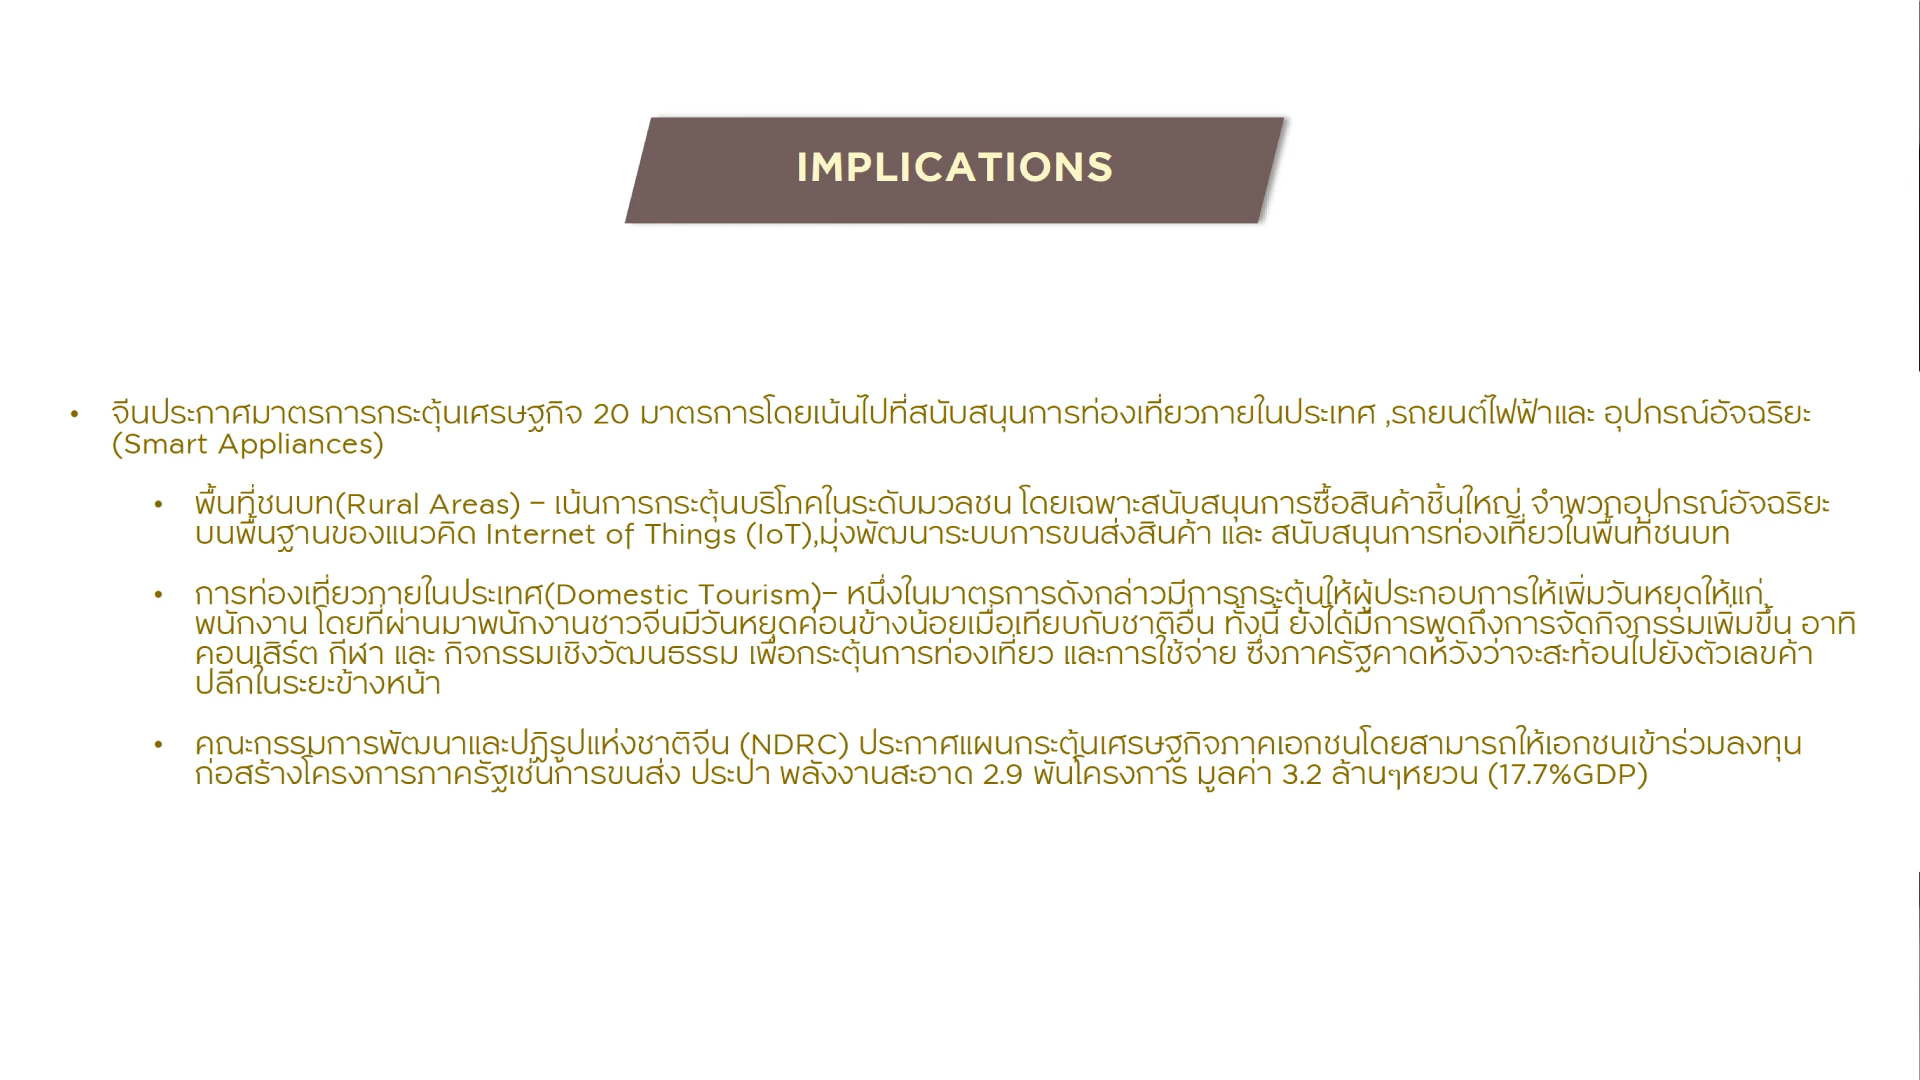 IMPLICATIONS
• จีนประกาศมาตรการกระตุ้นเศรษฐกิจ 20 มาตรการโดยเน้นไปที่สนับสนุนการท่องเที่ยวภายในประเทศ ,รถยนต์ไฟฟ้าและ อุปกรณ์อัจฉริยะ
(Smart Appliances)
• พื้นที่ชนบท(Rural Areas) – เน้นการกระตุ้นบริโภคในระดับมวลชน โดยเฉพาะสนับสนุนการซื้อสินค้าชิ้นใหญ่ จำพวกอุปกรณ์อัจฉริยะ
บนพื้นฐานของแนวคิด Internet of Things (IoT),มุ่งพัฒนาระบบการขนส่งสินค้า และ สนับสนุนการท่องเที่ยวในพื้นที่ชนบท
• การท่องเที่ยวภายในประเทศ(Domestic Tourism)– หนึ่งในมาตรการดังกล่าวมีการกระตุ้นให้ผู้ประกอบการให้เพิ่มวันหยุดให้แก่
พนักงาน โดยที่ผ่านมาพนักงานชาวจีนมีวันหยุดค่อนข้างน้อยเมื่อเทียบกับชาติอื่น ทั้งนี้ ยังได้มีการพูดถึงการจัดกิจกรรมเพิ่มขึ้น อาทิ
คอนเสิร์ต กีฬา และ กิจกรรมเชิงวัฒนธรรม เพื่อกระตุ้นการท่องเที่ยว และการใช้จ่าย ซึ่งภาครัฐคาดหวังว่าจะสะท้อนไปยังตัวเลขค้า
ปลีกในระยะข้างหน้า
• คณะกรรมการพัฒนาและปฏิรูปแห่งชาติจีน (NDRC) ประกาศแผนกระตุ้นเศรษฐกิจภาคเอกชนโดยสามารถให้เอกชนเข้าร่วมลงทุน
ก่อสร้างโครงการภาครัฐเช่นการขนส่ง ประปา พลังงานสะอาด 2.9 พันโครงการ มูลค่า 3.2 ล้านๆหยวน (17.7%GDP)